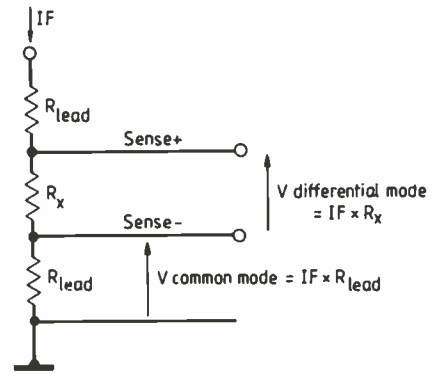 IF
Rlead
Sense+
Rx
V differential mode
= IF × Rx
Sense-
Rlead
V common mode = IF × Rlead